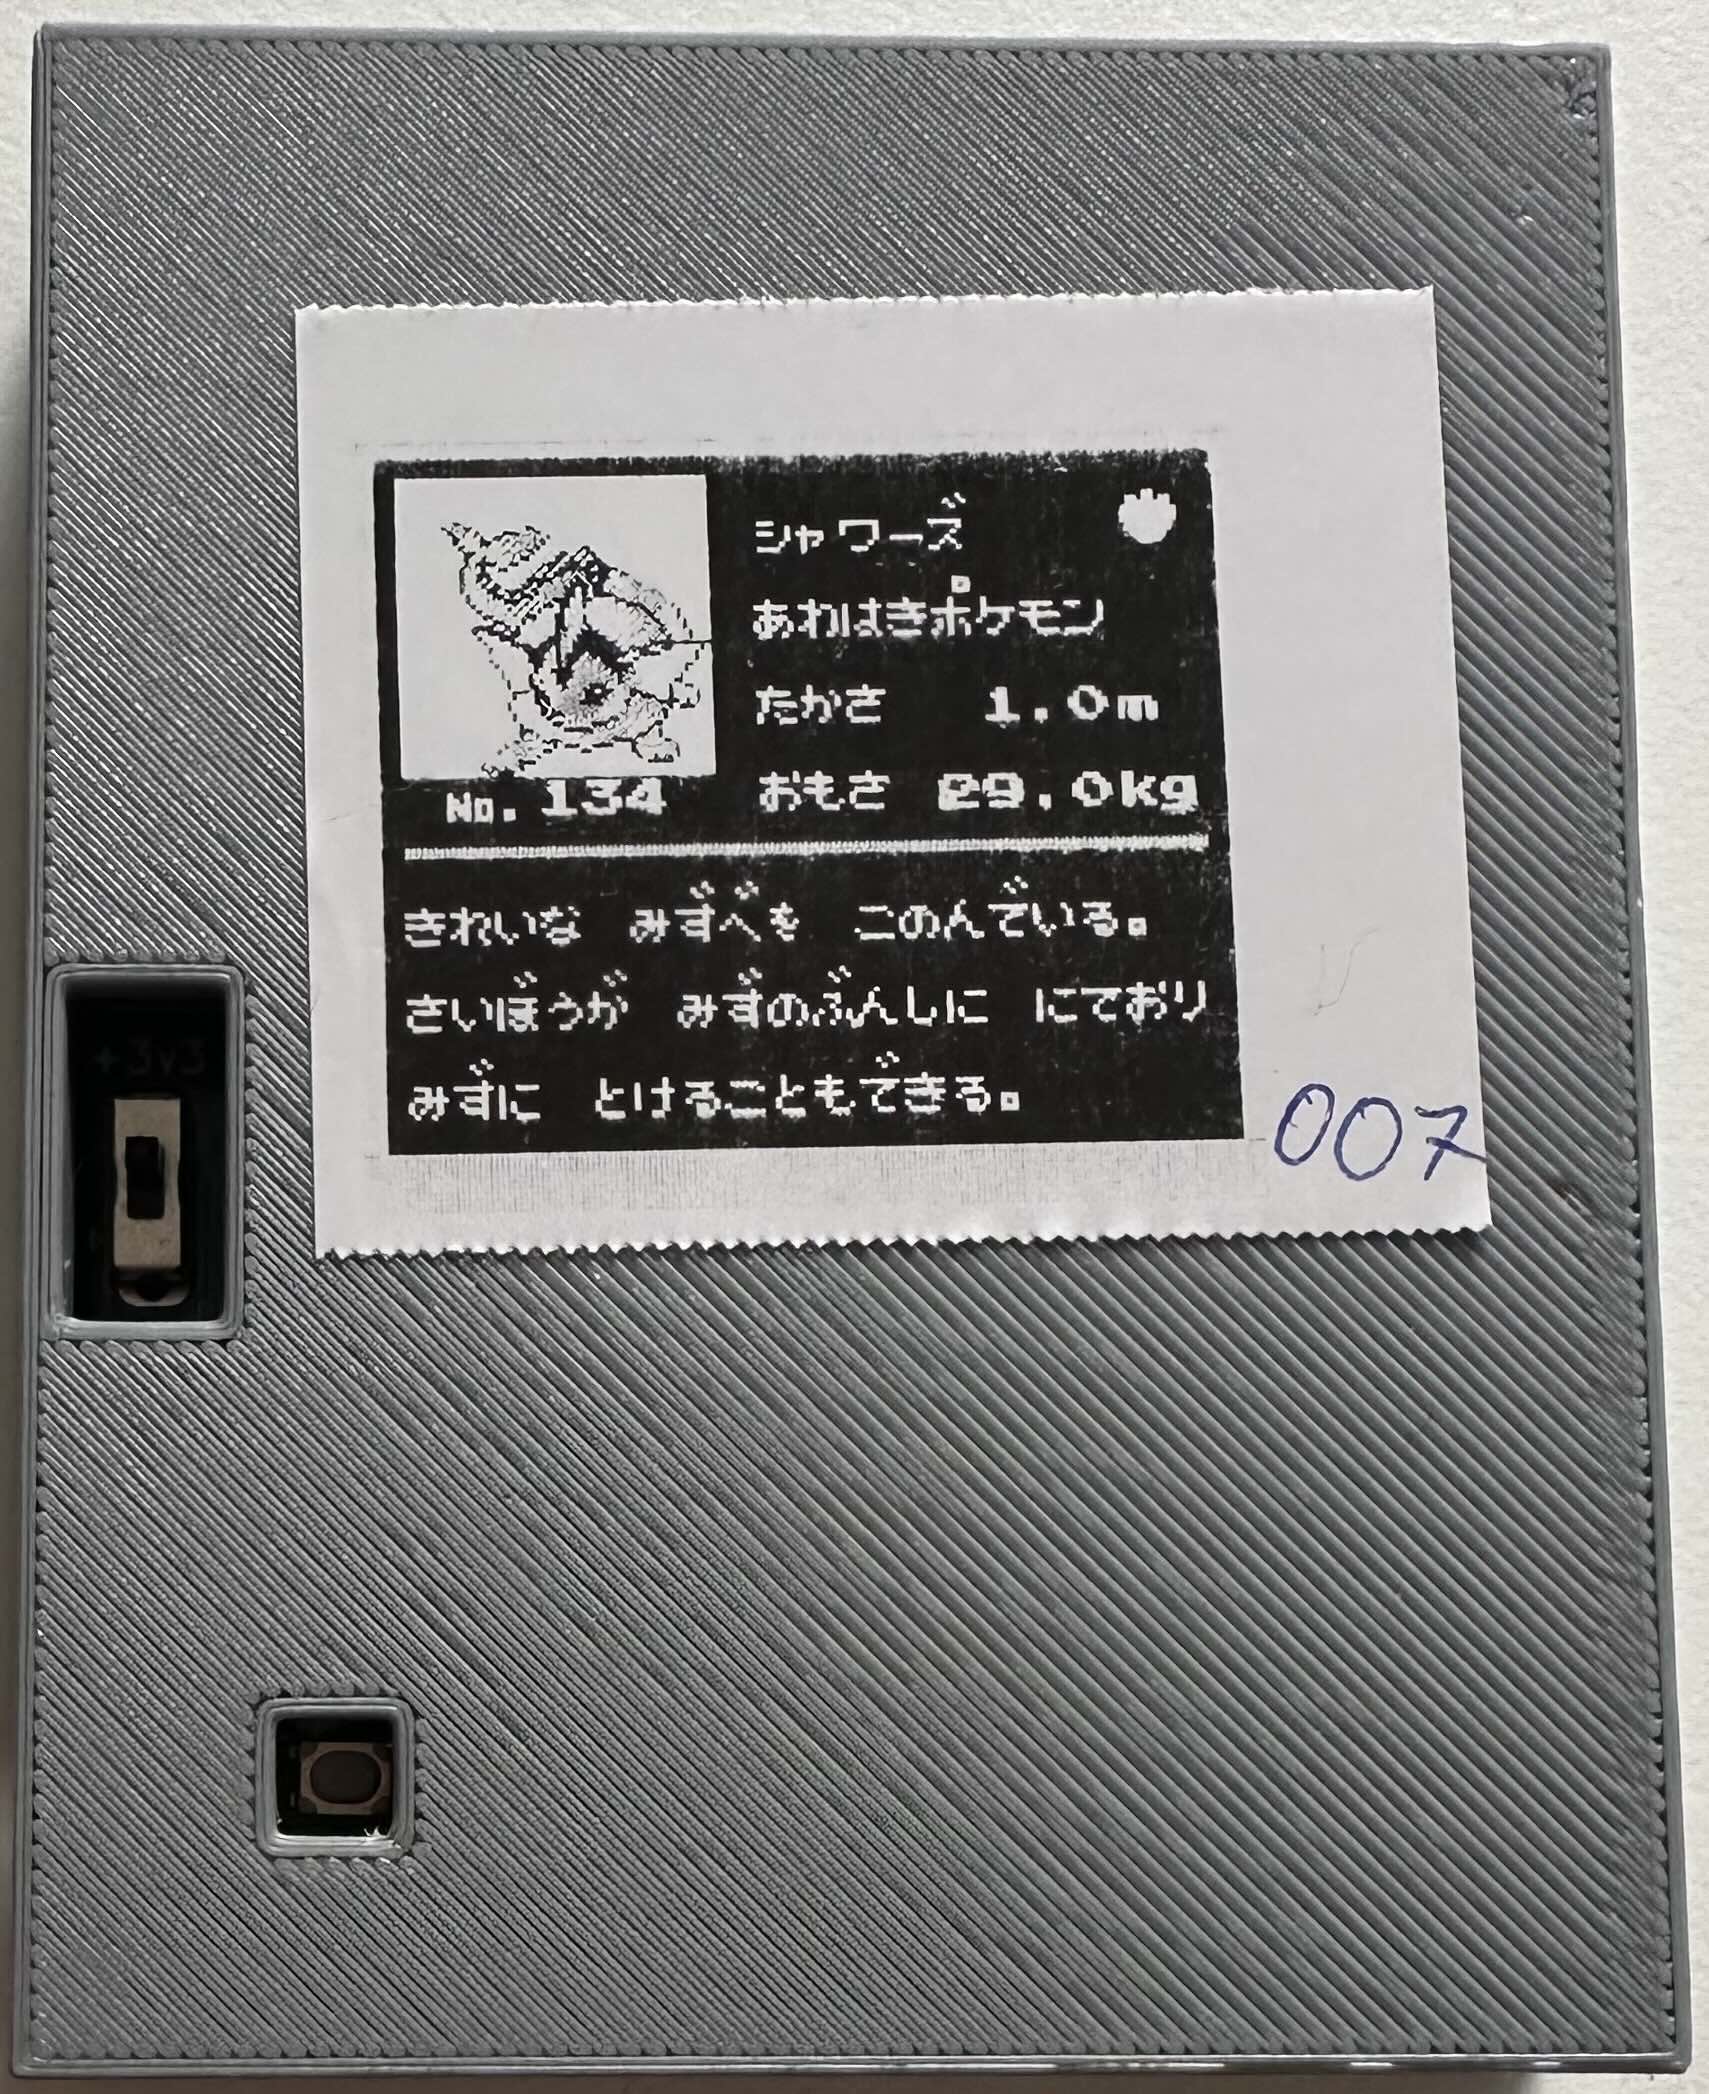 シャワーズ
あわはきポケモン
たかさ 1.0m
No.134 おもさ 29.0kg
きれいな みずべを このんでいる。
さいぼうが みずのぶんしに にており
みずに とけることもできる。
007
+3v3